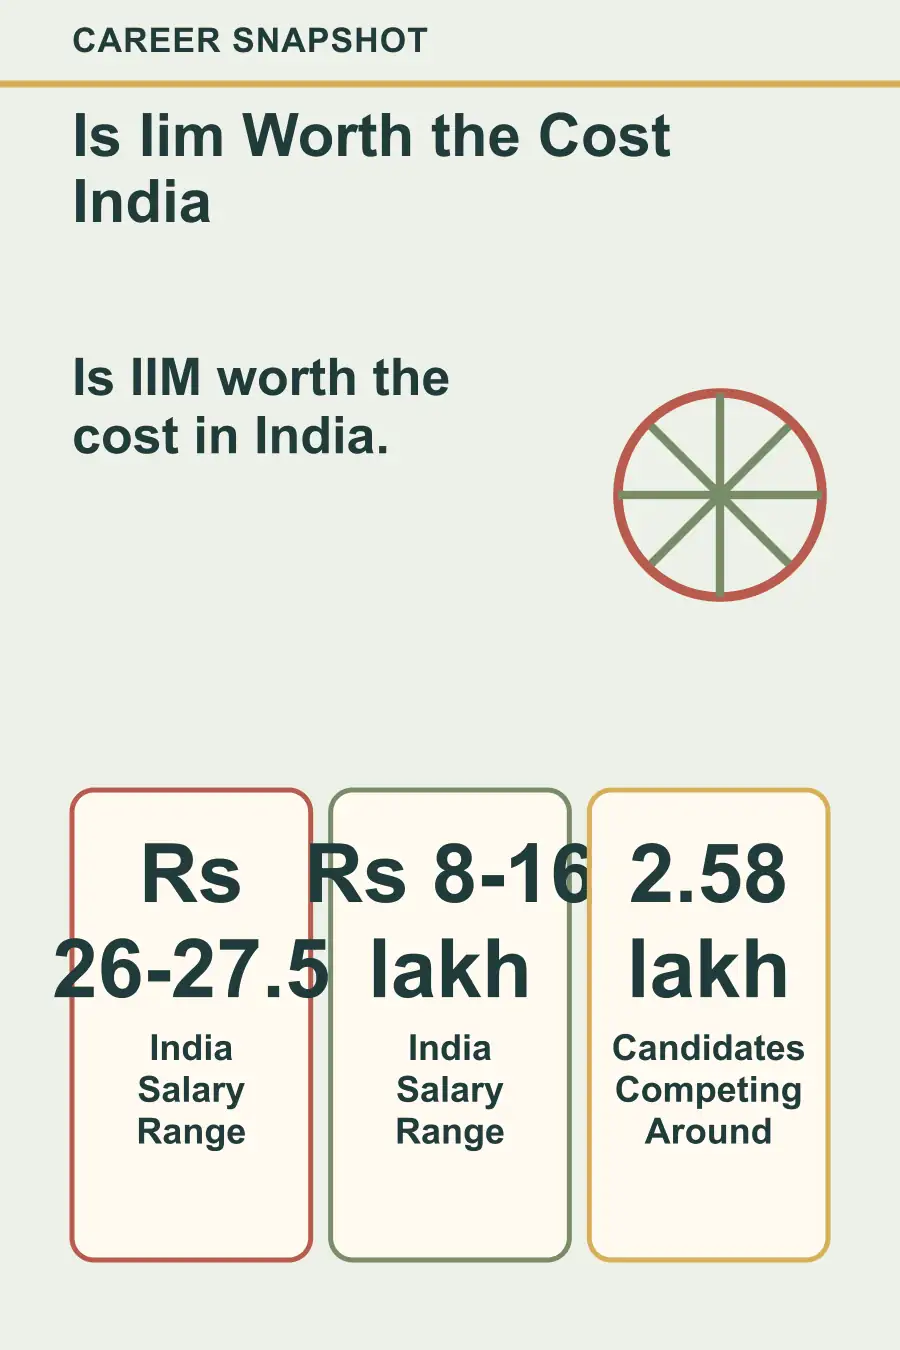 CAREER SNAPSHOT
Is Iim Worth the Cost
India
Is IIM worth the
cost in India.
Rs
26-27.5
India
Salary
Range
Rs 8-16
lakh
India
Salary
Range
2.58
lakh
Candidates
Competing
Around